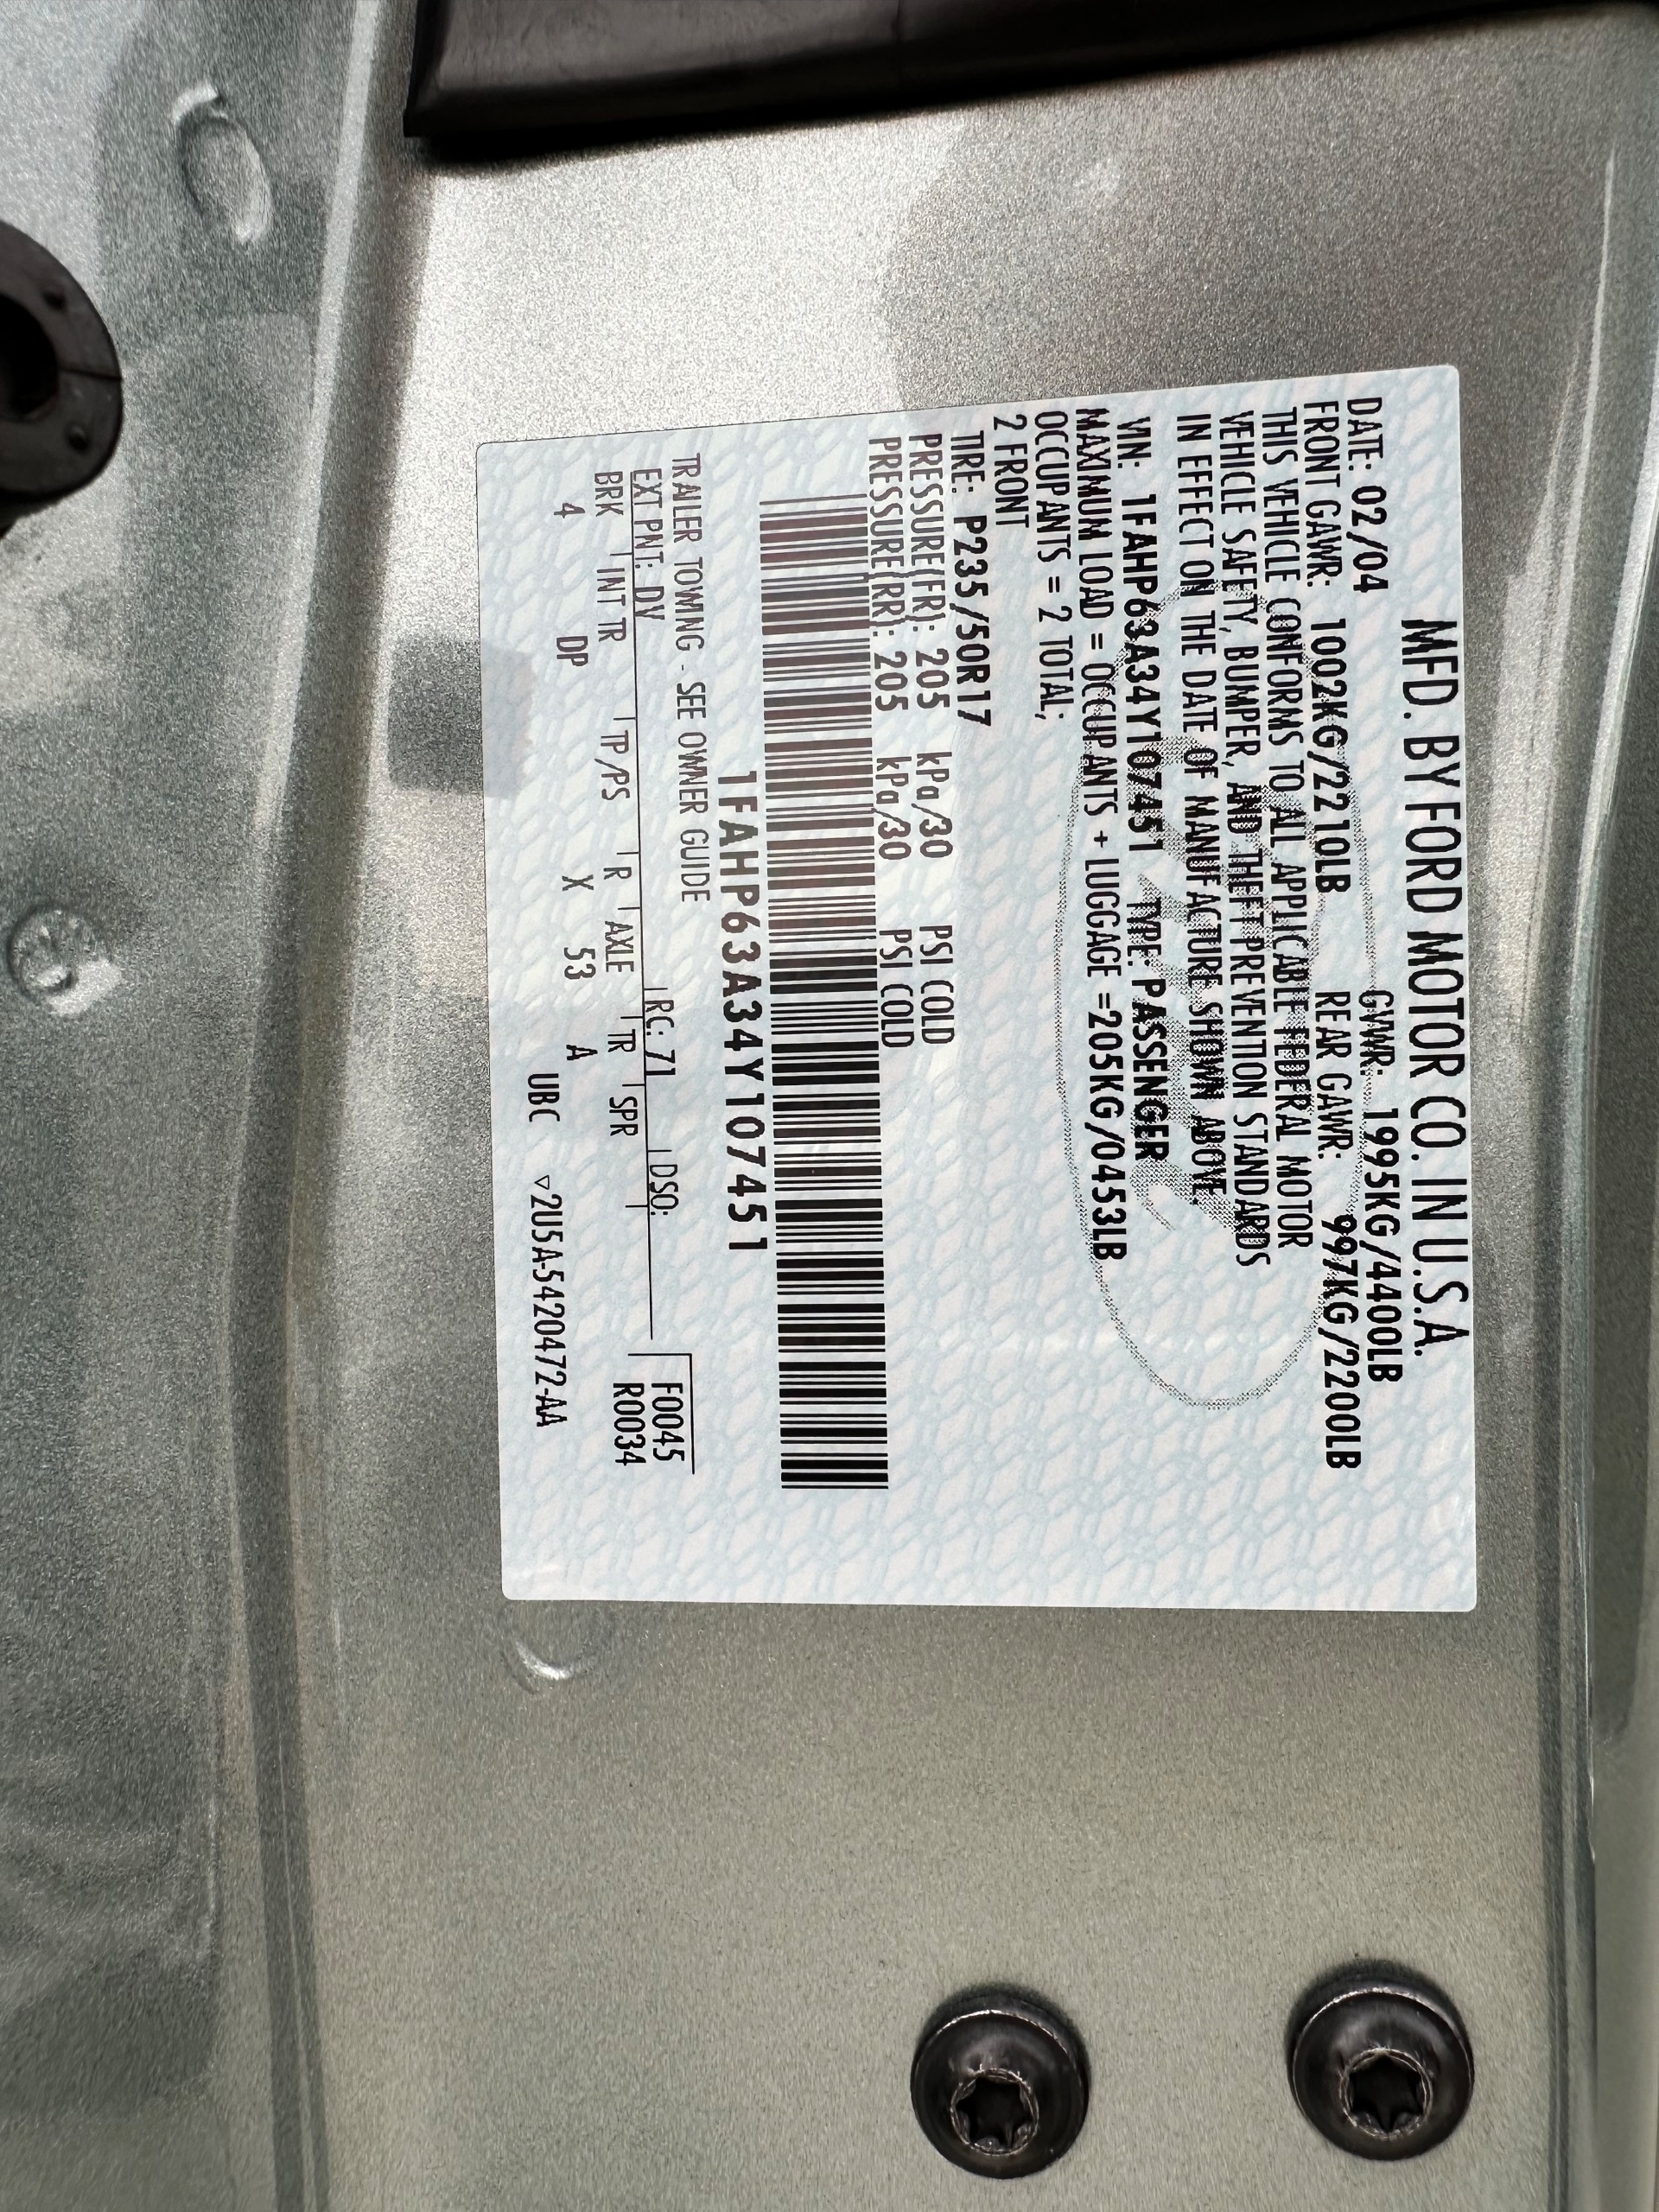 MFD. BY FORD MOTOR CO. IN U.S.A.
DATE: 02/04 GVWR: 1995KG/4400LB
FRONT GAWR: 1002KG/2210LB REAR GAWR: 997KG/2200LB
THIS VEHICLE CONFORMS TO ALL APPLICABLE FEDERAL MOTOR
VEHICLE SAFETY, BUMPER, AND THEFT PREVENTION STANDARDS
IN EFFECT ON THE DATE OF MANUFACTURE SHOWN ABOVE.
VIN: 1FAHP63A34Y107451 TYPE: PASSENGER
MAXIMUM LOAD = OCCUPANTS + LUGGAGE =205KG/0453LB
OCCUPANTS = 2 TOTAL;
2 FRONT
TIRE: P235/50R17
PRESSURE(FR): 205 kPa/30 PSI COLD
PRESSURE(RR): 205 kPa/30 PSI COLD
1FAHP63A34Y107451
TRAILER TOWING - SEE OWNER GUIDE
F0045
R0034
EXT PNT: DV RC: 71 DSO:
BRK INT TR TP/PS R AXLE TR SPR
4 DP X 53 A
UBC ▽2U5A-5420472-AA